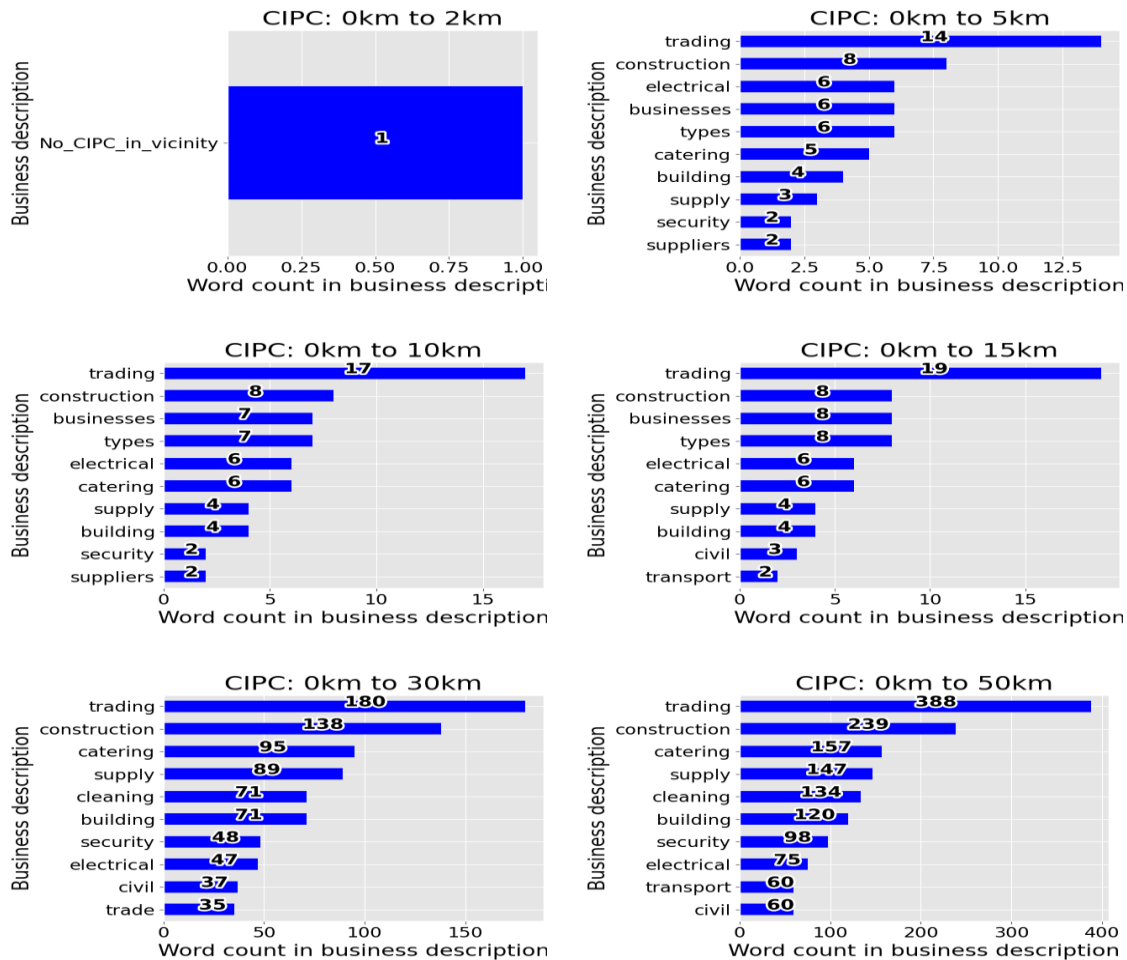 CIPC: 0km to 2km
Business description
No_CIPC_in_vicinity
1
0.00 0.25 0.50 0.75 1.00
Word count in business descripti
CIPC: 0km to 5km
Business description
trading 14
construction 8
electrical 6
businesses 6
types 6
catering 5
building 4
supply 3
security 2
suppliers 2
0.0 2.5 5.0 7.5 10.0 12.5
Word count in business description
CIPC: 0km to 10km
Business description
trading 17
construction 8
businesses 7
types 7
electrical 6
catering 6
supply 4
building 4
security 2
suppliers 2
0 5 10 15
Word count in business description
CIPC: 0km to 15km
Business description
trading 19
construction 8
businesses 8
types 8
electrical 6
catering 6
supply 4
building 4
civil 3
transport 2
0 5 10 15
Word count in business description
CIPC: 0km to 30km
Business description
trading 180
construction 138
catering 95
supply 89
cleaning 71
building 71
security 48
electrical 47
civil 37
trade 35
0 50 100 150
Word count in business description
CIPC: 0km to 50km
Business description
trading 388
construction 239
catering 157
supply 147
cleaning 134
building 120
security 98
electrical 75
transport 60
civil 60
0 100 200 300 400
Word count in business description